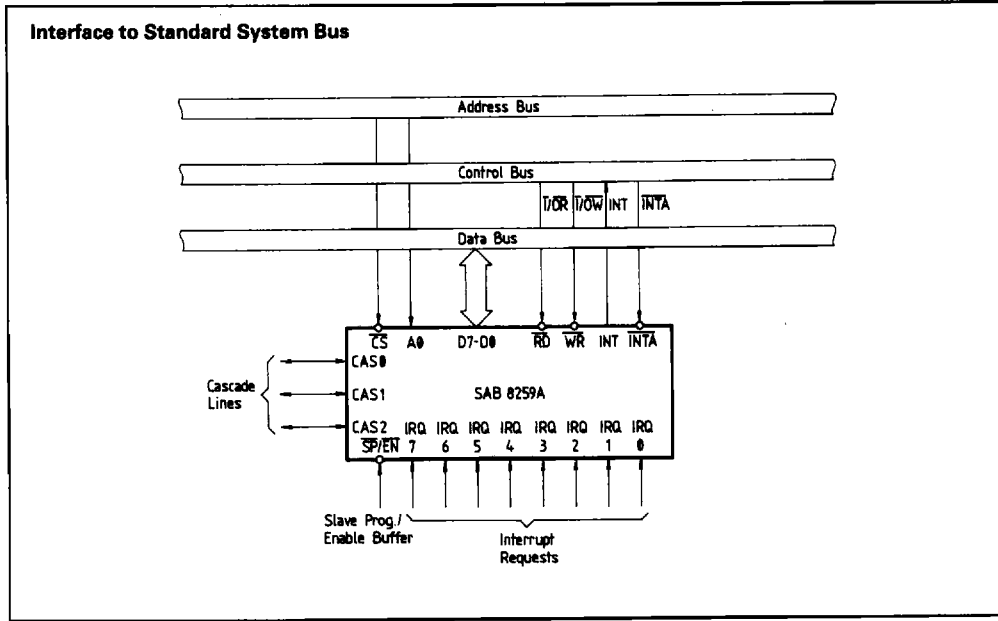 Interface to Standard System Bus
Address Bus
Control Bus
I/OR I/OW INT INTA
Data Bus
CS A0 D7-D0 RD WR INT INTA
CAS0
Cascade Lines
CAS1
SAB 8259A
CAS2 IRQ IRQ IRQ IRQ IRQ IRQ IRQ IRQ
SP/EN 7 6 5 4 3 2 1 0
Slave Prog./
Enable Buffer
Interrupt
Requests